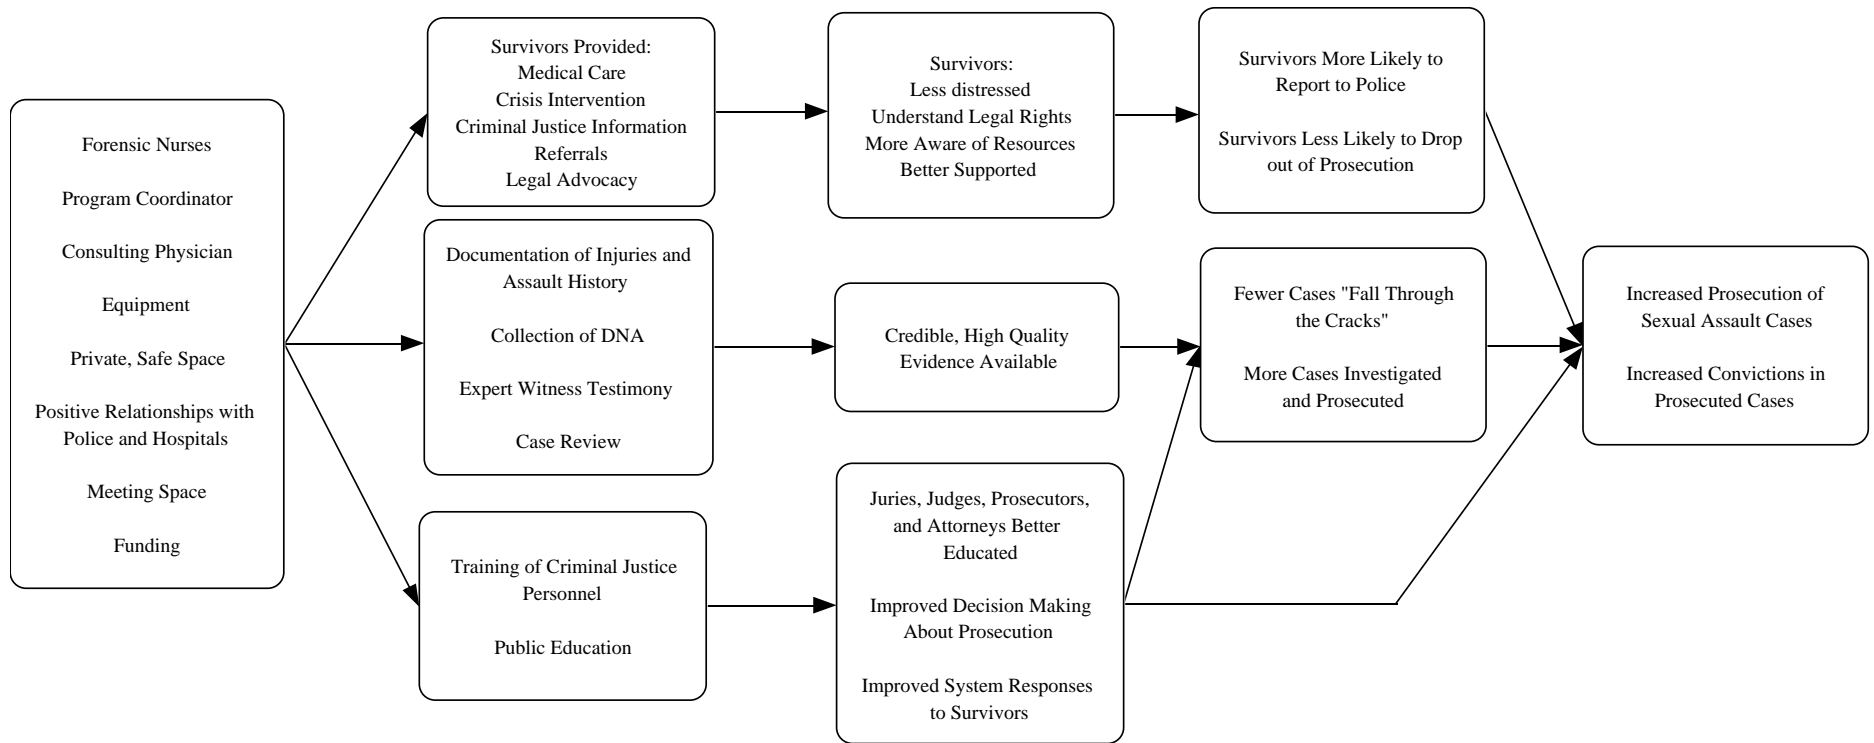 Forensic Nurses
Program Coordinator
Consulting Physician
Equipment
Private, Safe Space
Positive Relationships with
Police and Hospitals
Meeting Space
Funding
Survivors Provided:
Medical Care
Crisis Intervention
Criminal Justice Information
Referrals
Legal Advocacy
Documentation of Injuries and
Assault History
Collection of DNA
Expert Witness Testimony
Case Review
Training of Criminal Justice
Personnel
Public Education
Survivors:
Less distressed
Understand Legal Rights
More Aware of Resources
Better Supported
Credible, High Quality
Evidence Available
Juries, Judges, Prosecutors,
and Attorneys Better
Educated
Improved Decision Making
About Prosecution
Improved System Responses
to Survivors
Survivors More Likely to
Report to Police
Survivors Less Likely to Drop
out of Prosecution
Fewer Cases "Fall Through
the Cracks"
More Cases Investigated
and Prosecuted
Increased Prosecution of
Sexual Assault Cases
Increased Convictions in
Prosecuted Cases